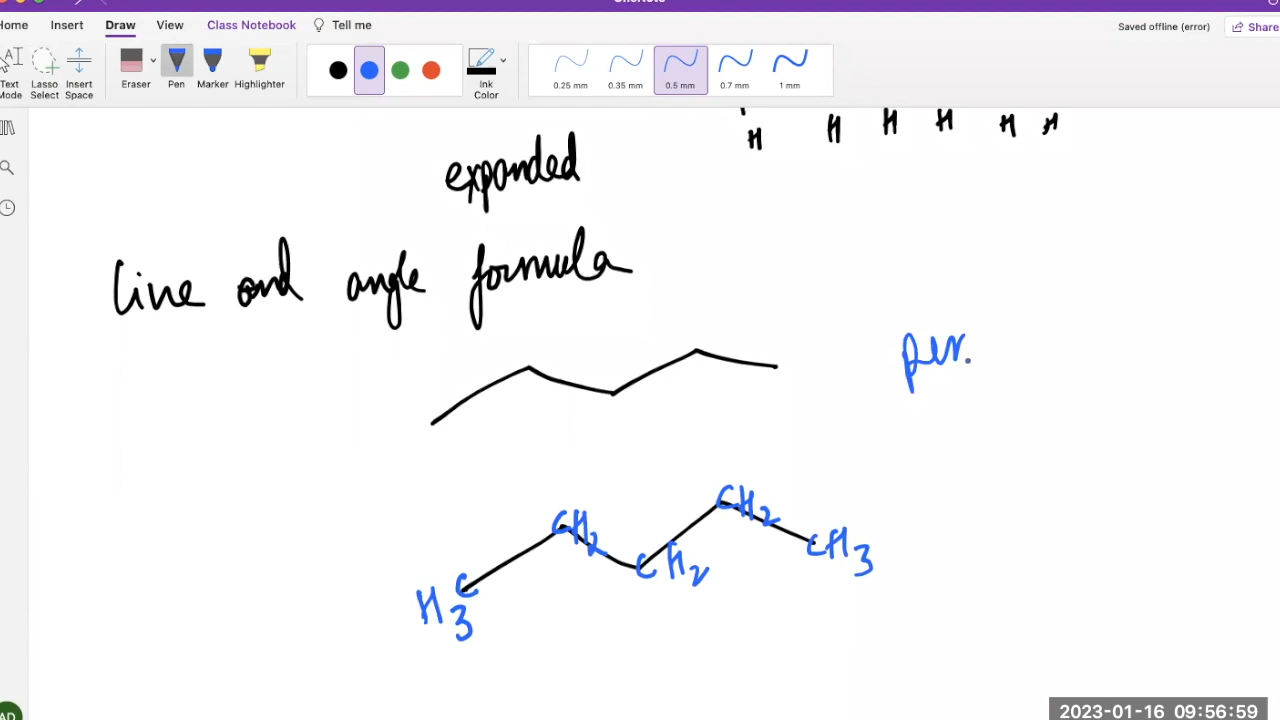 OneNote
Home Insert Draw View Class Notebook Tell me Saved offline (error) Share
Text Mode Lasso Select Insert Space Eraser Pen Marker Highlighter Ink Color 0.25 mm 0.35 mm 0.5 mm 0.7 mm 1 mm
H H H H H H
expanded
line and angle formula
CH2 CH2
H3C CH2 CH3
AD
2023-01-16 09:56:59